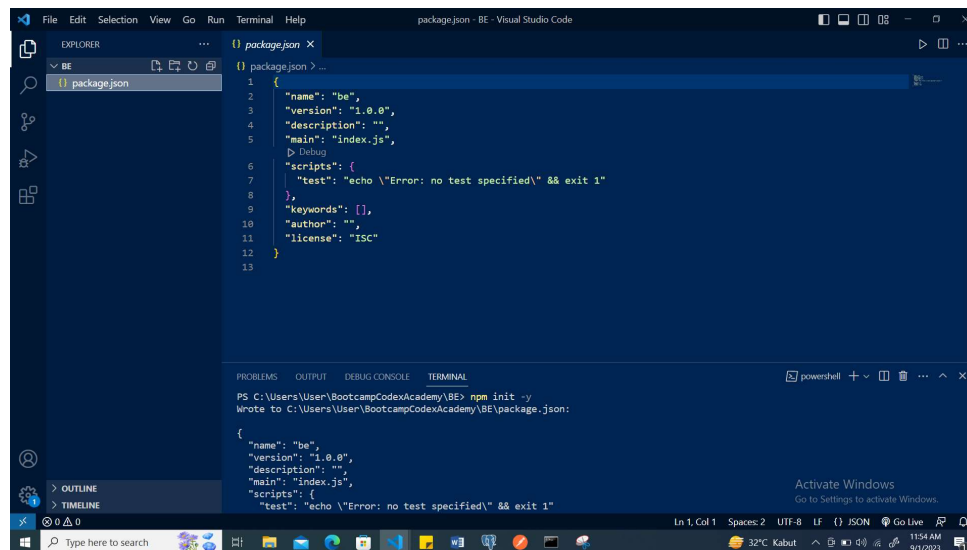 File Edit Selection View Go Run Terminal Help
package.json - BE - Visual Studio Code
EXPLORER
BE
{} package.json
OUTLINE
TIMELINE
{} package.json
{} package.json > ...
1 {
2 "name": "be",
3 "version": "1.0.0",
4 "description": "",
5 "main": "index.js",
Debug
6 "scripts": {
7 "test": "echo \"Error: no test specified\" && exit 1"
8 },
9 "keywords": [],
10 "author": "",
11 "license": "ISC"
12 }
13
PROBLEMS OUTPUT DEBUG CONSOLE TERMINAL
powershell
PS C:\Users\User\BootcampCodexAcademy\BE> npm init -y
Wrote to C:\Users\User\BootcampCodexAcademy\BE\package.json:
{
"name": "be",
"version": "1.0.0",
"description": "",
"main": "index.js",
"scripts": {
"test": "echo \"Error: no test specified\" && exit 1"
Activate Windows
Go to Settings to activate Windows.
1
0 0
Ln 1, Col 1 Spaces: 2 UTF-8 LF {} JSON Go Live
Type here to search
32°C Kabut
11:54 AM
9/1/2023